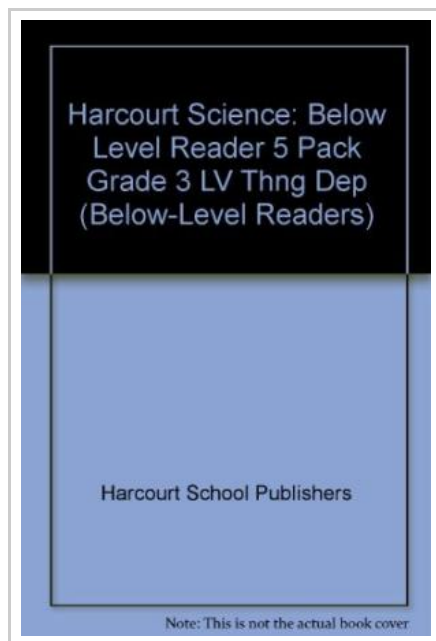 Harcourt Science: Below
Level Reader 5 Pack
Grade 3 LV Thng Dep
(Below-Level Readers)
Harcourt School Publishers
Note: This is not the actual book cover